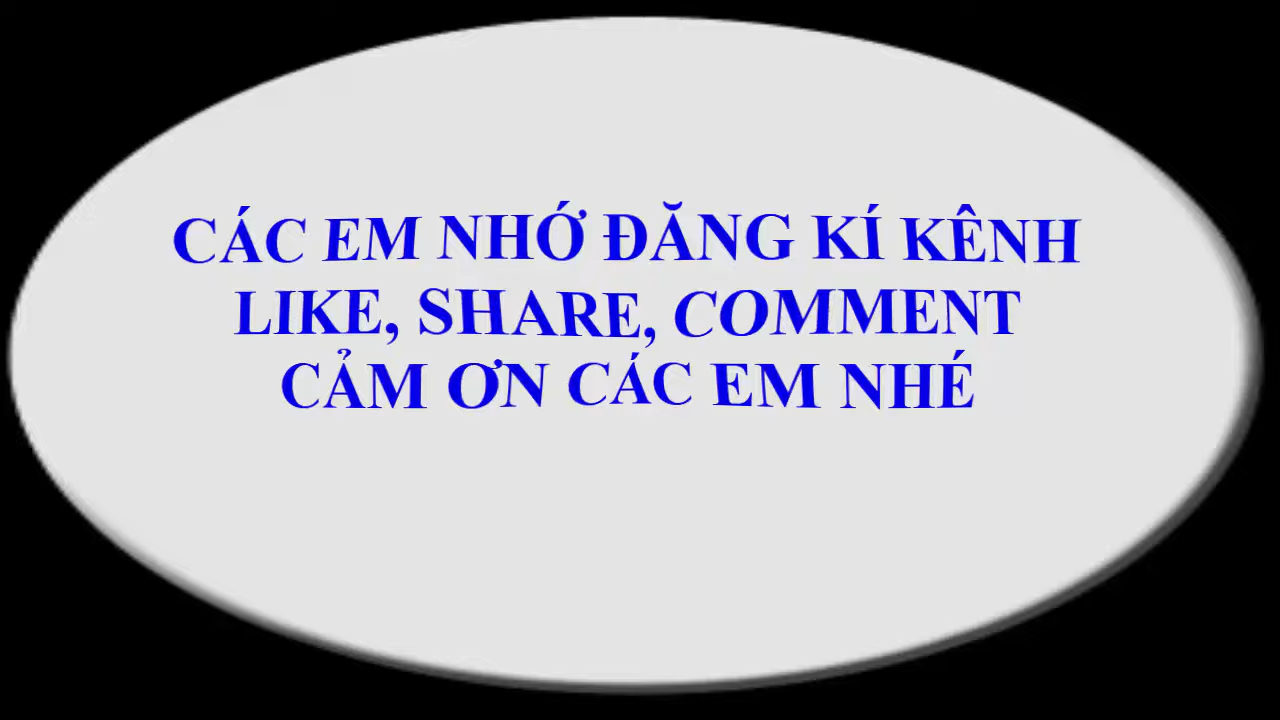 CÁC EM NHỚ ĐĂNG KÍ KÊNH
LIKE, SHARE, COMMENT
CẢM ƠN CÁC EM NHÉ